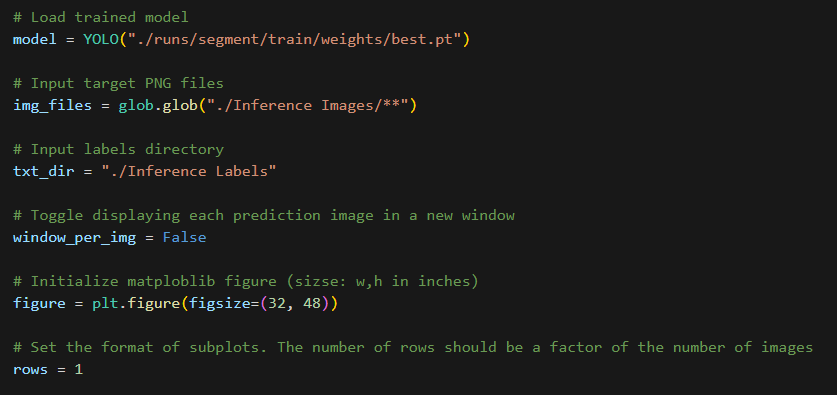 # Load trained model
model = YOLO("./runs/segment/train/weights/best.pt")
# Input target PNG files
img_files = glob.glob("./Inference Images/**")
# Input labels directory
txt_dir = "./Inference Labels"
# Toggle displaying each prediction image in a new window
window_per_img = False
# Initialize matploblib figure (sizse: w,h in inches)
figure = plt.figure(figsize=(32, 48))
# Set the format of subplots. The number of rows should be a factor of the number of images
rows = 1